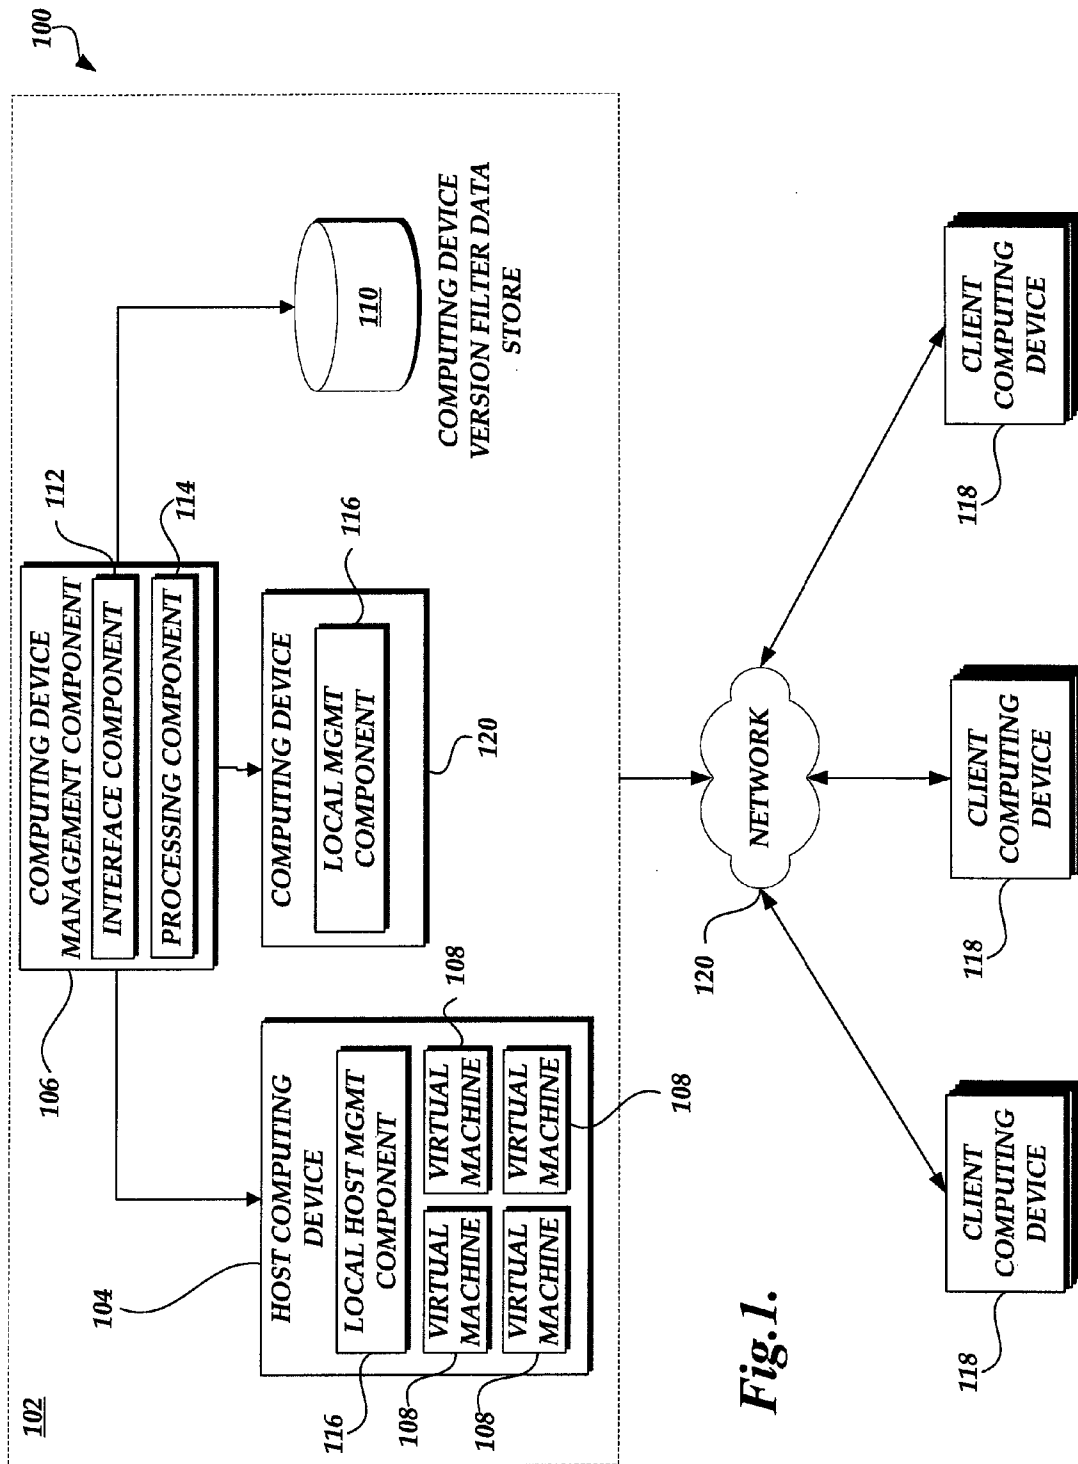 100
102
COMPUTING DEVICE
MANAGEMENT COMPONENT
INTERFACE COMPONENT
PROCESSING COMPONENT
112
114
106
104
HOST COMPUTING
DEVICE
LOCAL HOST MGMT
COMPONENT
VIRTUAL
MACHINE
VIRTUAL
MACHINE
VIRTUAL
MACHINE
VIRTUAL
MACHINE
116
108
108
108
108
COMPUTING DEVICE
LOCAL MGMT
COMPONENT
116
120
110
COMPUTING DEVICE
VERSION FILTER DATA
STORE
NETWORK
120
CLIENT
COMPUTING
DEVICE
118
CLIENT
COMPUTING
DEVICE
118
CLIENT
COMPUTING
DEVICE
118
Fig.1.